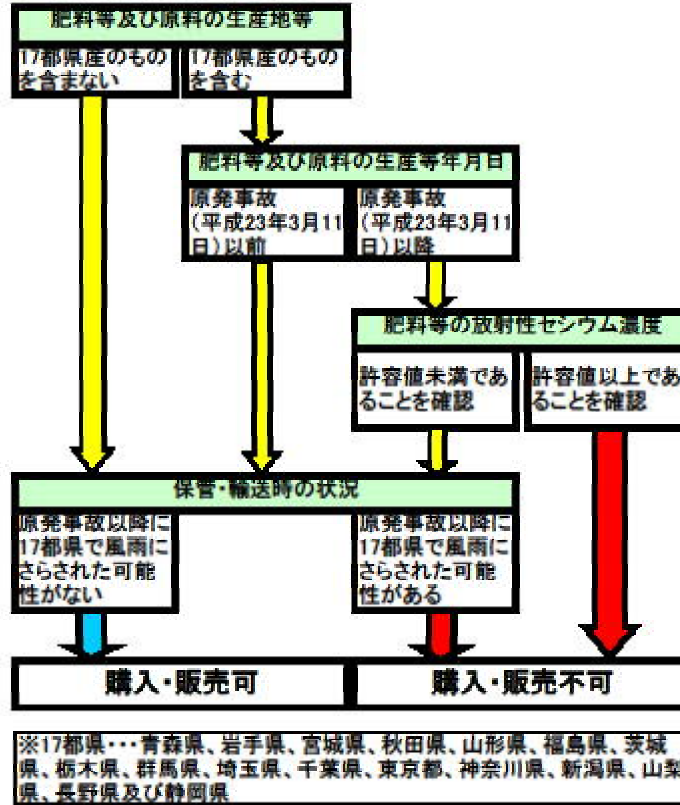 肥料等及び原料の生産地等
17都県産のもの
を含まない
17都県産のもの
を含む
肥料等及び原料の生産等年月日
原発事故
(平成23年3月11
日)以前
原発事故
(平成23年3月11
日)以降
肥料等の放射性セシウム濃度
許容値未満であ
ることを確認
許容値以上であ
ることを確認
保管・輸送時の状況
原発事故以降に
17都県で風雨に
さらされた可能
性がない
原発事故以降に
17都県で風雨に
さらされた可能
性がある
購入・販売可
購入・販売不可
※17都県・・・青森県、岩手県、宮城県、秋田県、山形県、福島県、茨城
県、栃木県、群馬県、埼玉県、千葉県、東京都、神奈川県、新潟県、山梨
県、長野県及び静岡県